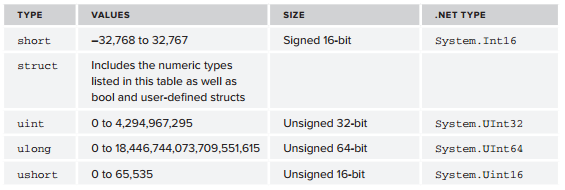 TYPE VALUES SIZE .NET TYPE
short –32,768 to 32,767 Signed 16-bit System.Int16
struct Includes the numeric types
listed in this table as well as
bool and user-defined structs
uint 0 to 4,294,967,295 Unsigned 32-bit System.UInt32
ulong 0 to 18,446,744,073,709,551,615 Unsigned 64-bit System.UInt64
ushort 0 to 65,535 Unsigned 16-bit System.Uint16